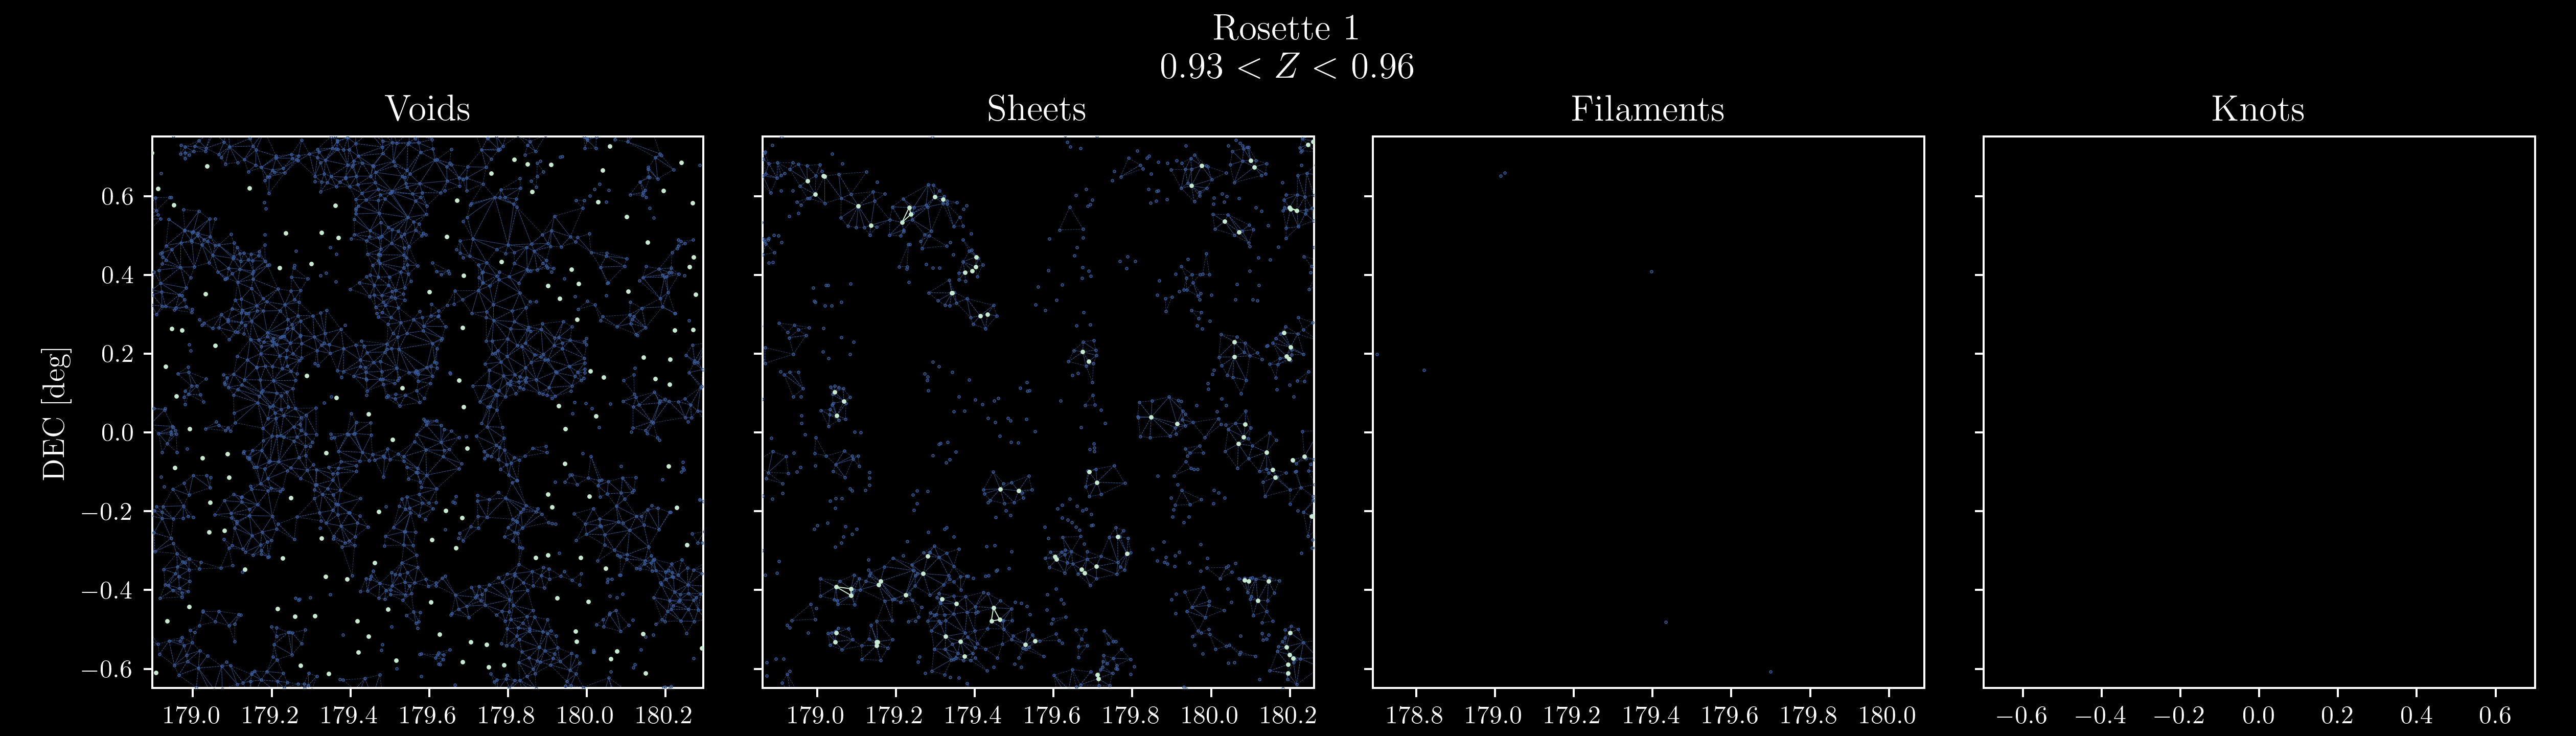 Rosette 1
0.93 < Z < 0.96
Voids
Sheets
Filaments
Knots
DEC [deg]
0.6
0.4
0.2
0.0
−0.2
−0.4
−0.6
179.0 179.2 179.4 179.6 179.8 180.0 180.2
179.0 179.2 179.4 179.6 179.8 180.0 180.2
178.8 179.0 179.2 179.4 179.6 179.8 180.0
−0.6 −0.4 −0.2 0.0 0.2 0.4 0.6